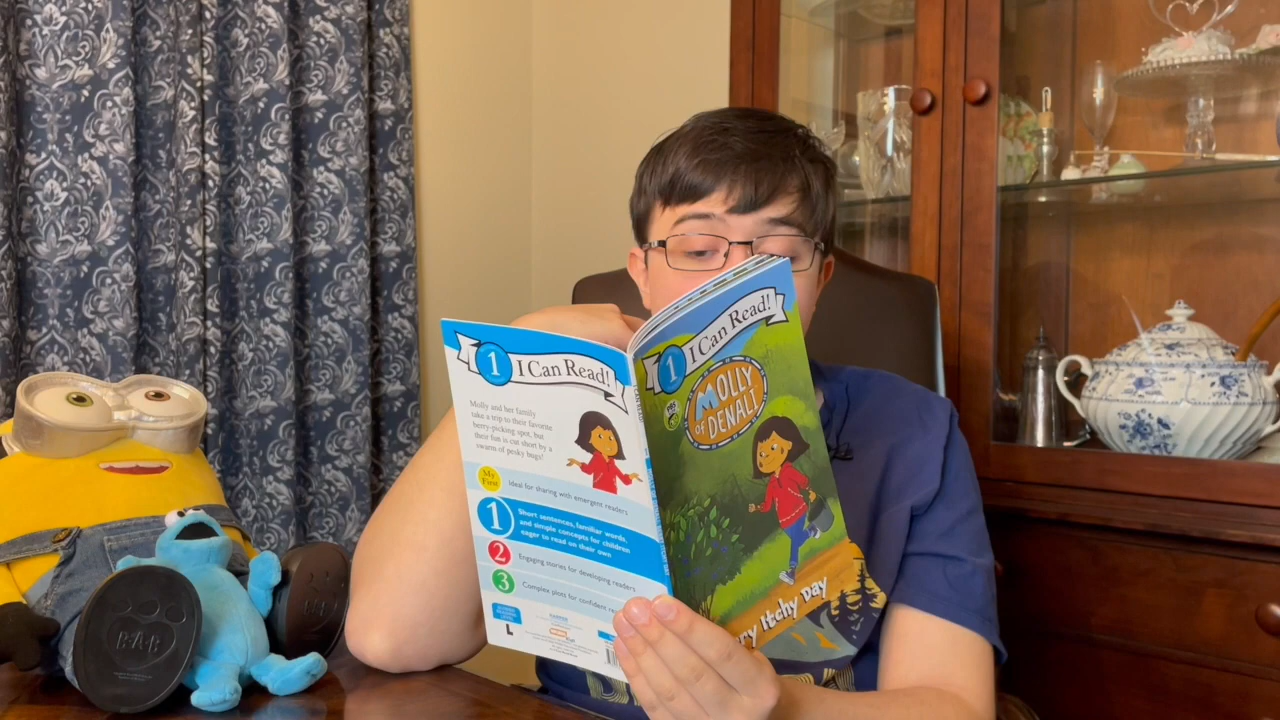 1 I Can Read!
Molly and her family
take a trip to their favorite
berry-picking spot, but
their fun is cut short by a
swarm of pesky bugs!
My First
Ideal for sharing with emergent readers
1
Short sentences, familiar words,
and simple concepts for children
eager to read on their own
2
Engaging stories for developing readers
3
Complex plots for confident
L
1 I Can Read!
PBS
KIDS
MOLLY
OF DENALI
Itchy Day
B•A•B